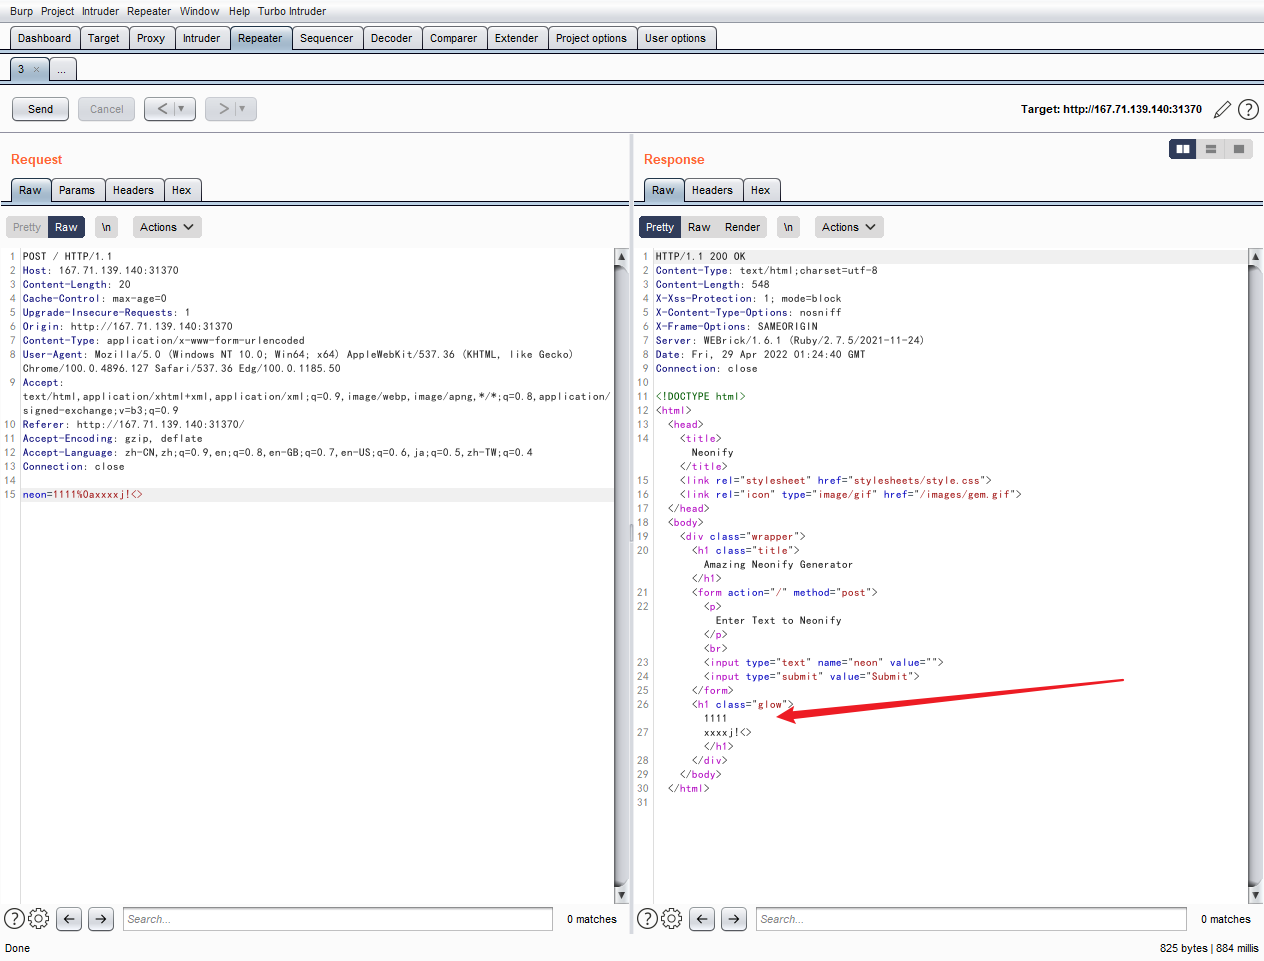 Burp Project Intruder Repeater Window Help Turbo Intruder
Dashboard Target Proxy Intruder Repeater Sequencer Decoder Comparer Extender Project options User options
3 × ...
Send Cancel < ▼ > ▼ Target: http://167.71.139.140:31370 ?
Request
Raw Params Headers Hex
Pretty Raw \n Actions
1 POST / HTTP/1.1
2 Host: 167.71.139.140:31370
3 Content-Length: 20
4 Cache-Control: max-age=0
5 Upgrade-Insecure-Requests: 1
6 Origin: http://167.71.139.140:31370
7 Content-Type: application/x-www-form-urlencoded
8 User-Agent: Mozilla/5.0 (Windows NT 10.0; Win64; x64) AppleWebKit/537.36 (KHTML, like Gecko)
Chrome/100.0.4896.127 Safari/537.36 Edg/100.0.1185.50
9 Accept:
text/html,application/xhtml+xml,application/xml;q=0.9,image/webp,image/apng,*/*;q=0.8,application/
signed-exchange;v=b3;q=0.9
10 Referer: http://167.71.139.140:31370/
11 Accept-Encoding: gzip, deflate
12 Accept-Language: zh-CN,zh;q=0.9,en;q=0.8,en-GB;q=0.7,en-US;q=0.6,ja;q=0.5,zh-TW;q=0.4
13 Connection: close
14
15 neon=1111%0axxxxj!<>
? Search... 0 matches
Done
Response
Raw Headers Hex
Pretty Raw Render \n Actions
1 HTTP/1.1 200 OK
2 Content-Type: text/html;charset=utf-8
3 Content-Length: 548
4 X-Xss-Protection: 1; mode=block
5 X-Content-Type-Options: nosniff
6 X-Frame-Options: SAMEORIGIN
7 Server: WEBrick/1.6.1 (Ruby/2.7.5/2021-11-24)
8 Date: Fri, 29 Apr 2022 01:24:40 GMT
9 Connection: close
10
11 <!DOCTYPE html>
12 <html>
13 <head>
14 <title>
Neonify
</title>
15 <link rel="stylesheet" href="stylesheets/style.css">
16 <link rel="icon" type="image/gif" href="/images/gem.gif">
17 </head>
18 <body>
19 <div class="wrapper">
20 <h1 class="title">
Amazing Neonify Generator
</h1>
21 <form action="/" method="post">
22 <p>
Enter Text to Neonify
</p>
<br>
23 <input type="text" name="neon" value="">
24 <input type="submit" value="Submit">
25 </form>
26 <h1 class="glow">
1111
27 xxxxj!<>
</h1>
28 </div>
29 </body>
30 </html>
31
? Search... 0 matches
825 bytes | 884 millis